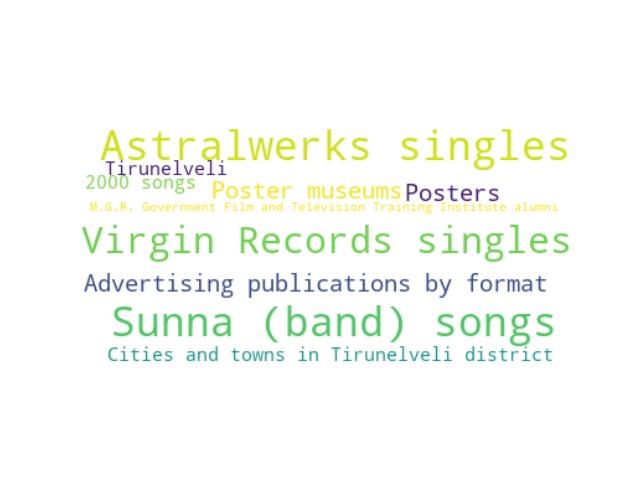 Astralwerks singles
Tirunelveli
2000 songs
Poster museums
Posters
M.G.R. Government Film and Television Training Institute alumni
Virgin Records singles
Advertising publications by format
Sunna (band) songs
Cities and towns in Tirunelveli district